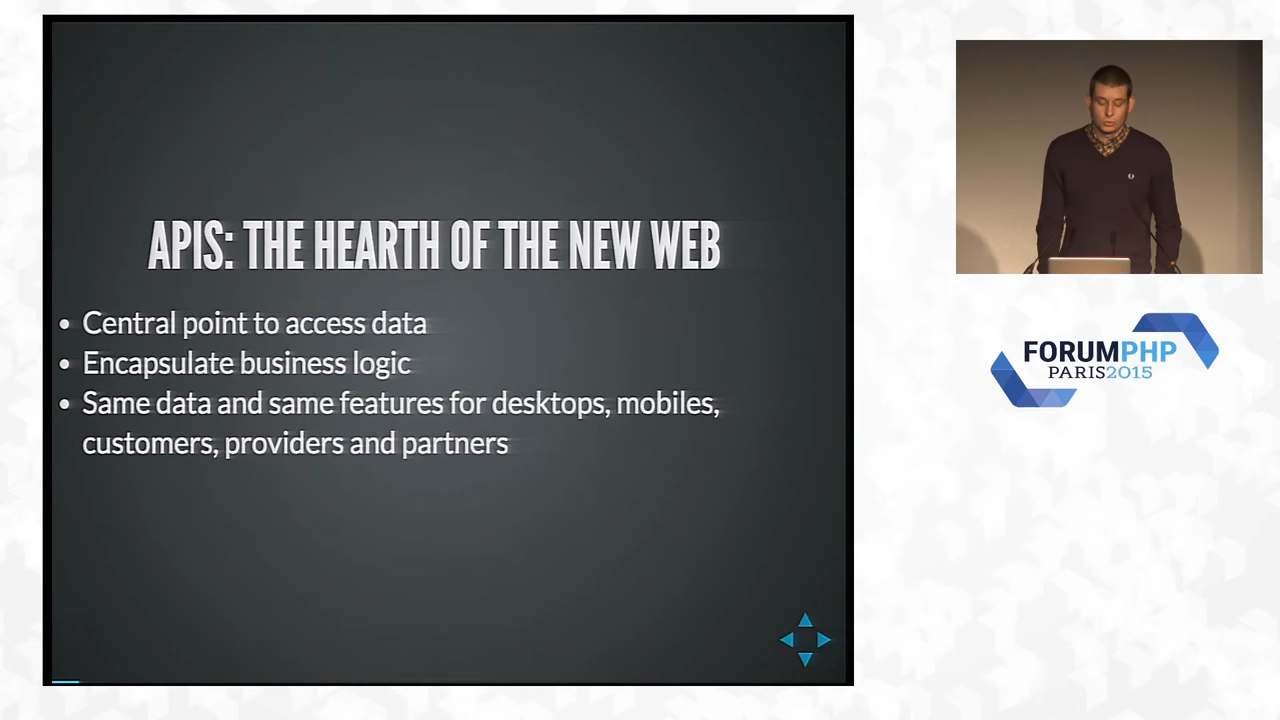 APIS: THE HEARTH OF THE NEW WEB
• Central point to access data
• Encapsulate business logic
• Same data and same features for desktops, mobiles,
customers, providers and partners
FORUMPHP
PARIS2015